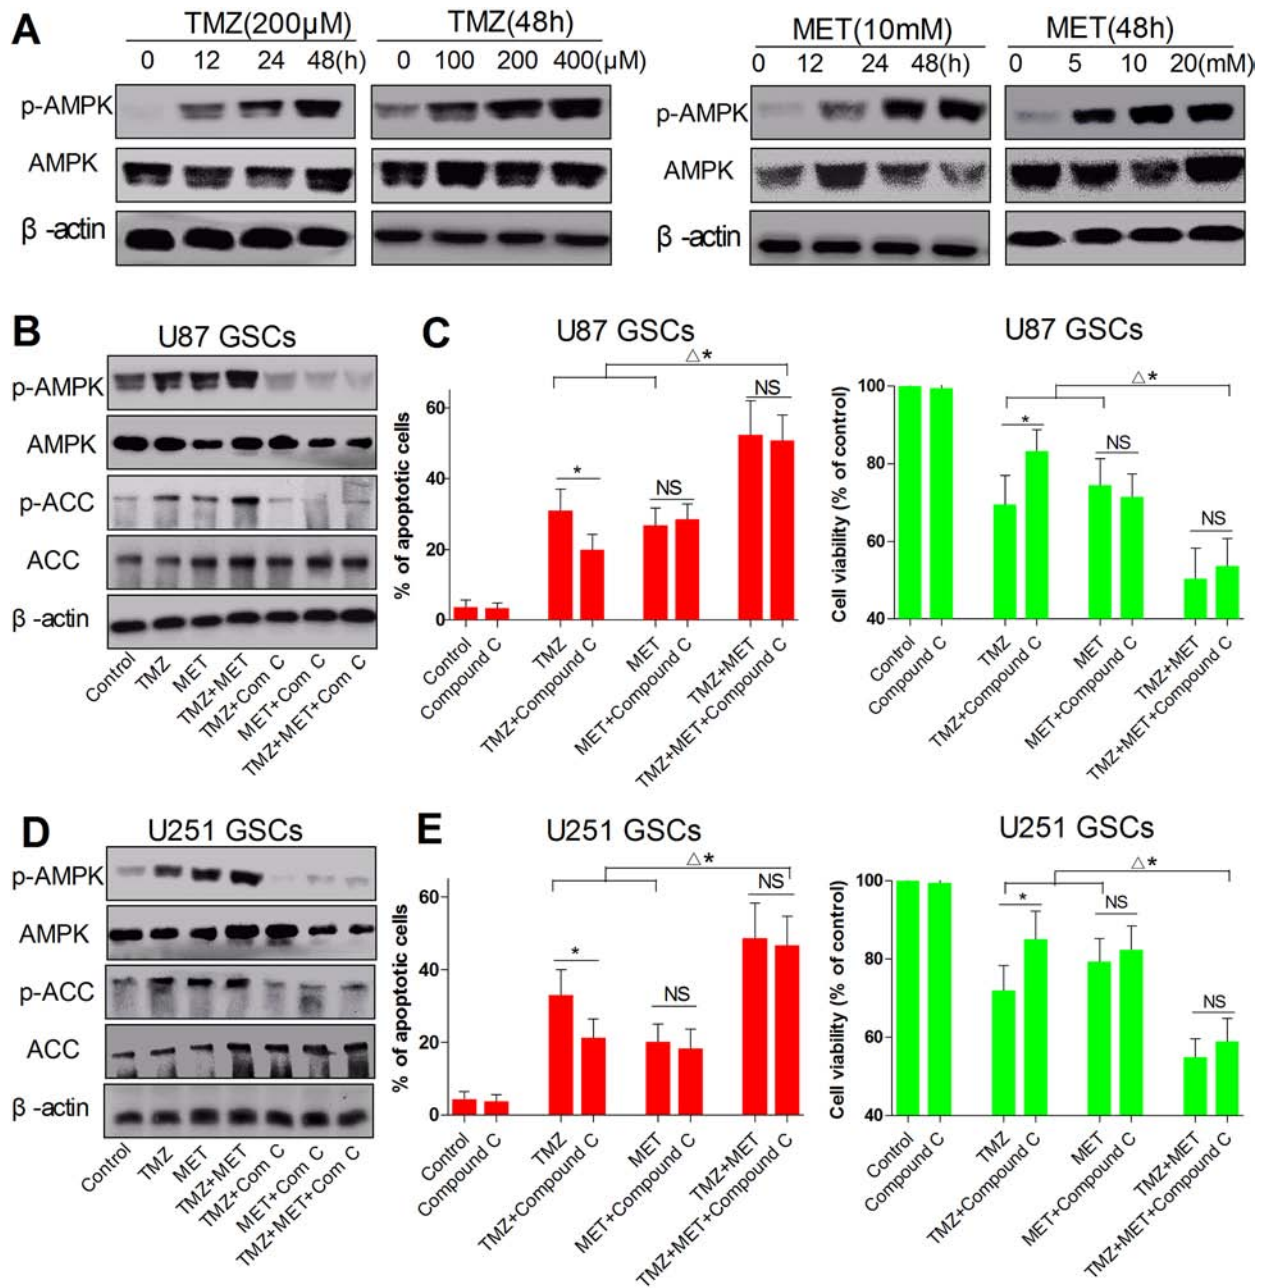 A
TMZ(200μM)
TMZ(48h)
MET(10mM)
MET(48h)
0 12 24 48(h)
0 100 200 400(μM)
0 12 24 48(h)
0 5 10 20(mM)
p-AMPK
AMPK
β -actin
p-AMPK
AMPK
β -actin
B
U87 GSCs
p-AMPK
AMPK
p-ACC
ACC
β -actin
Control
TMZ
MET
TMZ+MET
TMZ+Com C
MET+Com C
TMZ+MET+Com C
C
U87 GSCs
% of apoptotic cells
60
40
20
0
*
NS
NS
△*
Control
Compound C
TMZ
TMZ+Compound C
MET
MET+Compound C
TMZ+MET
TMZ+MET+Compound C
U87 GSCs
Cell viability (% of control)
100
80
60
40
*
NS
NS
△*
Control
Compound C
TMZ
TMZ+Compound C
MET
MET+Compound C
TMZ+MET
TMZ+MET+Compound C
D
U251 GSCs
p-AMPK
AMPK
p-ACC
ACC
β -actin
Control
TMZ
MET
TMZ+MET
TMZ+Com C
MET+Com C
TMZ+MET+Com C
E
U251 GSCs
% of apoptotic cells
60
40
20
0
*
NS
NS
△*
Control
Compound C
TMZ
TMZ+Compound C
MET
MET+Compound C
TMZ+MET
TMZ+MET+Compound C
U251 GSCs
Cell viability (% of control)
100
80
60
40
*
NS
NS
△*
Control
Compound C
TMZ
TMZ+Compound C
MET
MET+Compound C
TMZ+MET
TMZ+MET+Compound C